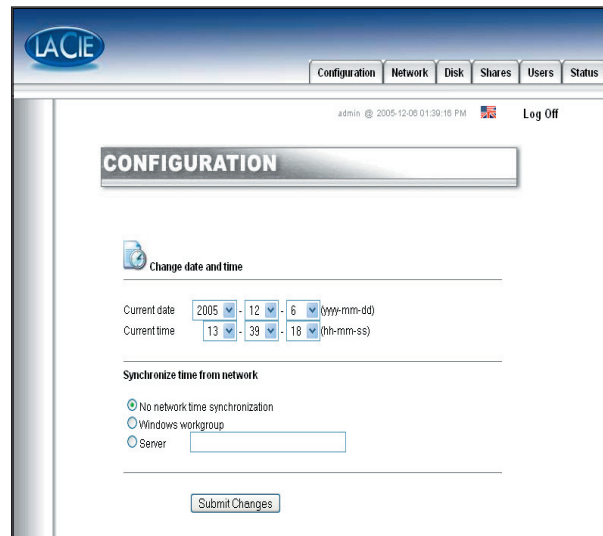 LACIE
Configuration Network Disk Shares Users Status
admin @ 2005-12-06 01:39:16 PM Log Off
CONFIGURATION
Change date and time
Current date 2005 - 12 - 6 (yyyy-mm-dd)
Current time 13 - 39 - 18 (hh-mm-ss)
Synchronize time from network
No network time synchronization
Windows workgroup
Server
Submit Changes